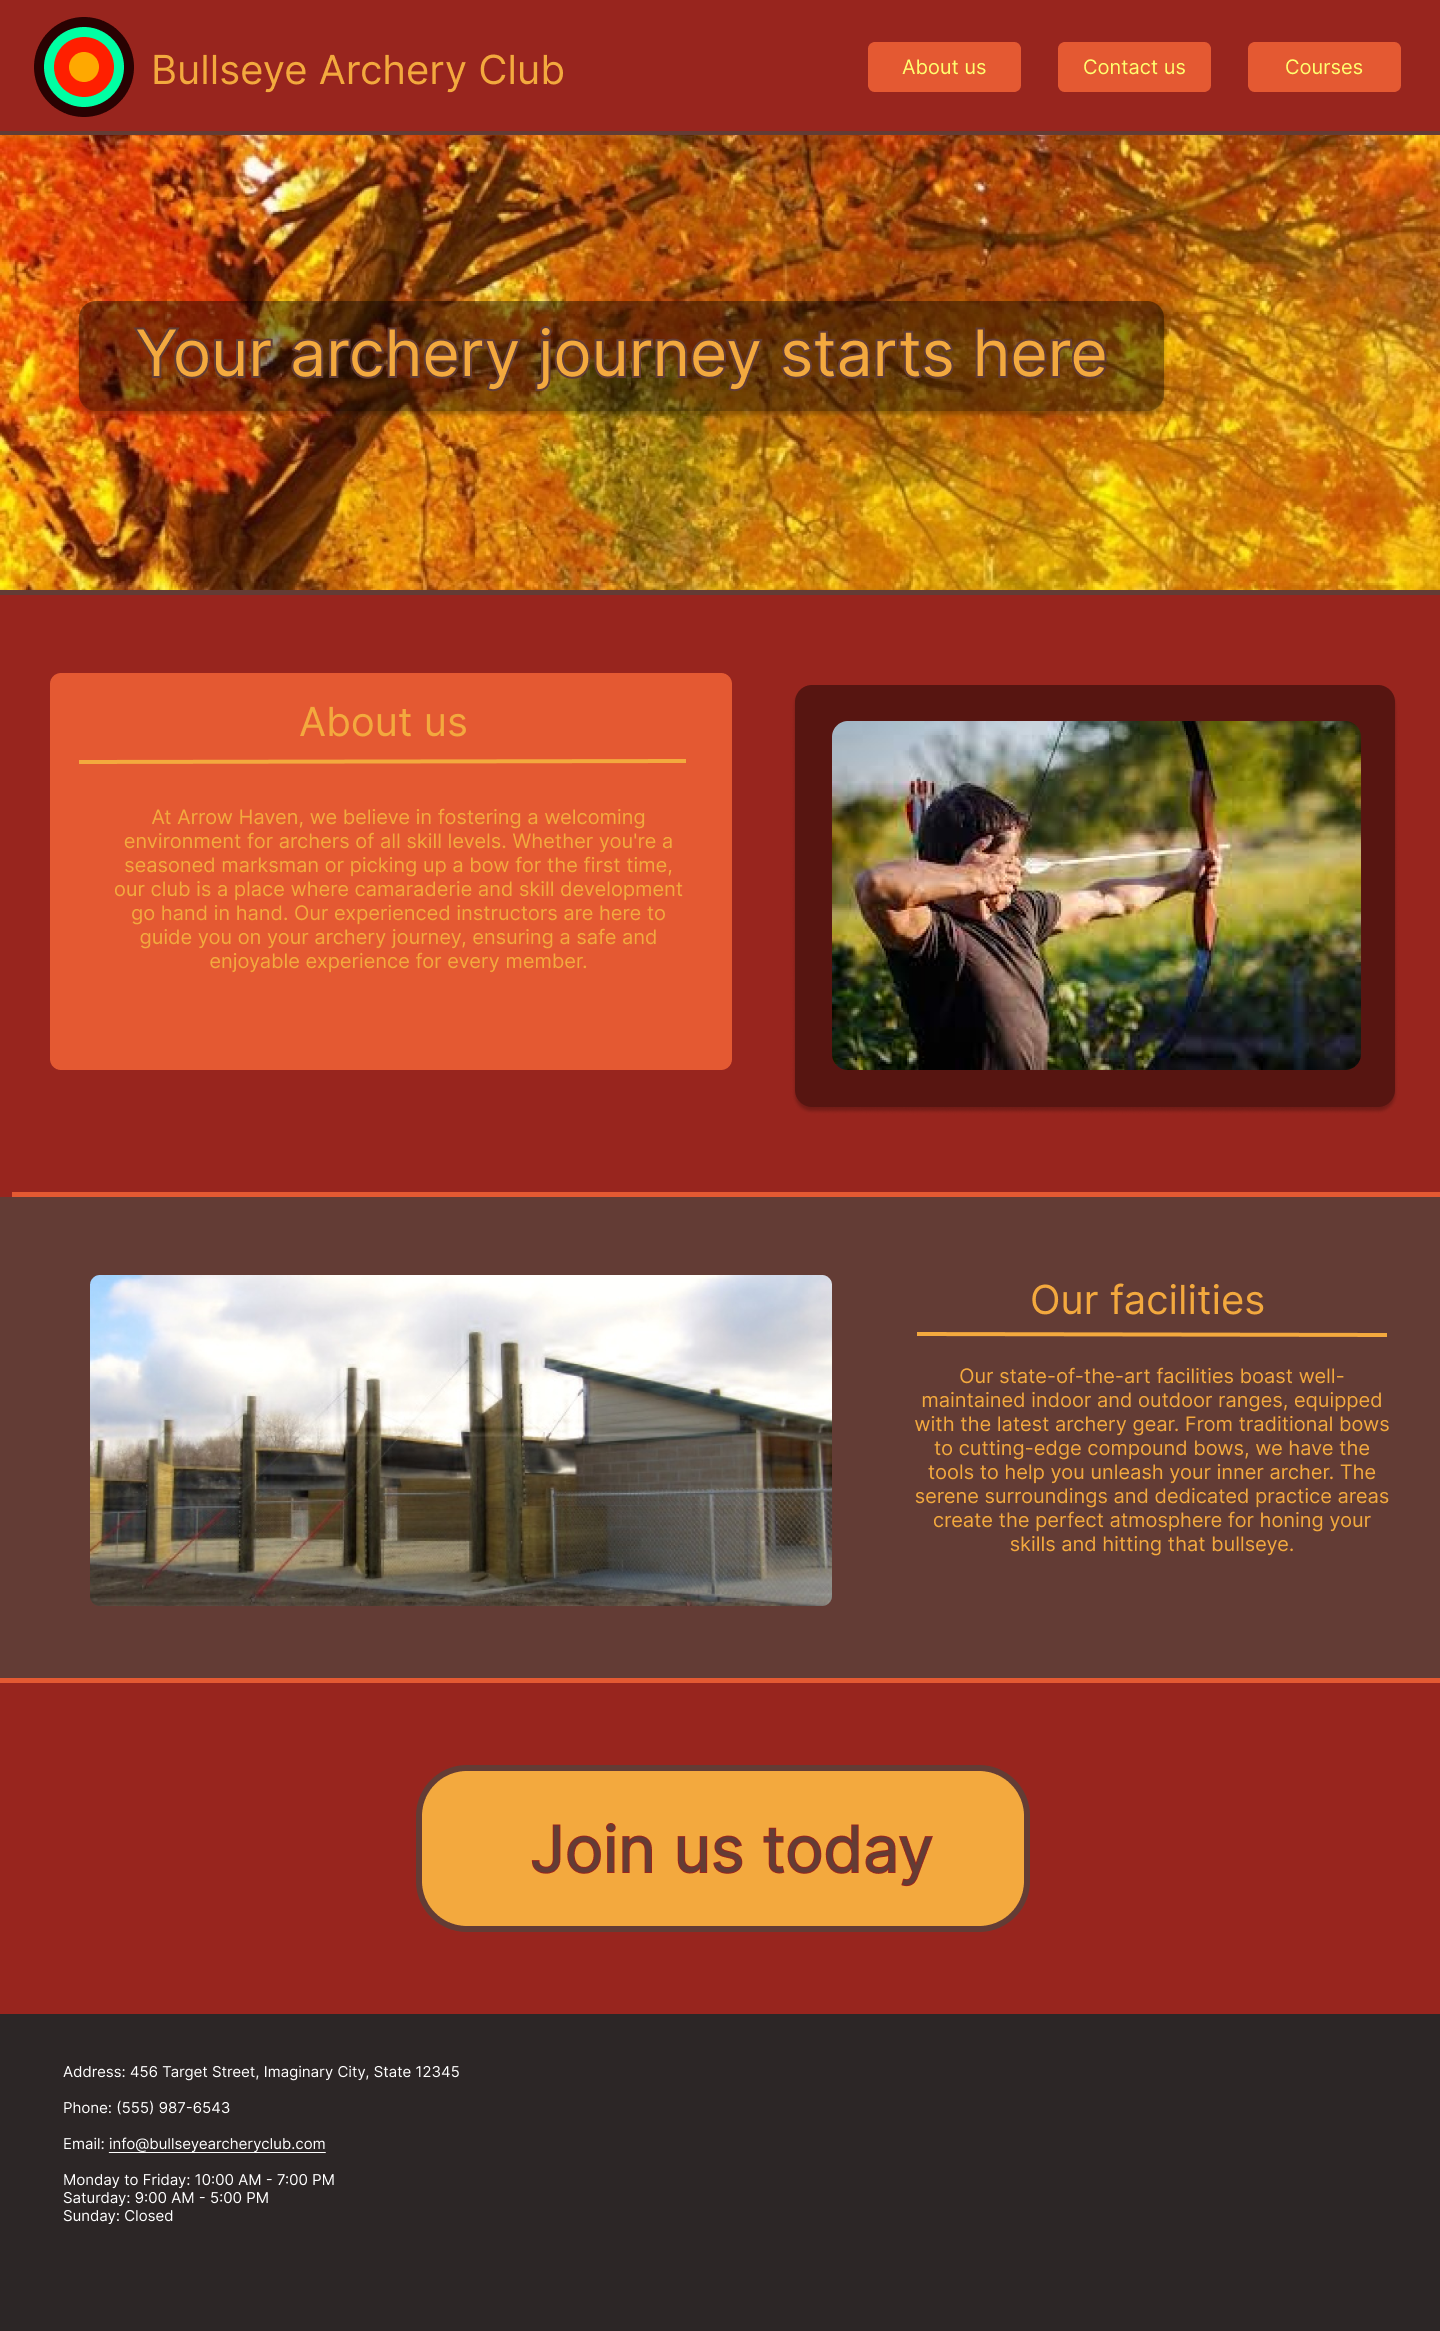 Bullseye Archery Club
About us
Contact us
Courses
Your archery journey starts here
About us
At Arrow Haven, we believe in fostering a welcoming
environment for archers of all skill levels. Whether you're a
seasoned marksman or picking up a bow for the first time,
our club is a place where camaraderie and skill development
go hand in hand. Our experienced instructors are here to
guide you on your archery journey, ensuring a safe and
enjoyable experience for every member.
Our facilities
Our state-of-the-art facilities boast well-
maintained indoor and outdoor ranges, equipped
with the latest archery gear. From traditional bows
to cutting-edge compound bows, we have the
tools to help you unleash your inner archer. The
serene surroundings and dedicated practice areas
create the perfect atmosphere for honing your
skills and hitting that bullseye.
Join us today
Address: 456 Target Street, Imaginary City, State 12345
Phone: (555) 987-6543
Email: info@bullseyearcheryclub.com
Monday to Friday: 10:00 AM - 7:00 PM
Saturday: 9:00 AM - 5:00 PM
Sunday: Closed